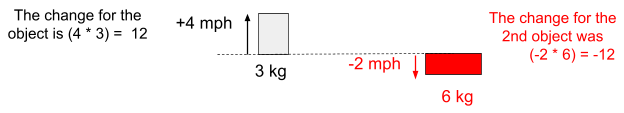 The change for the
object is (4 * 3) = 12
+4 mph
3 kg
-2 mph
6 kg
The change for the
2nd object was
(-2 * 6) = -12